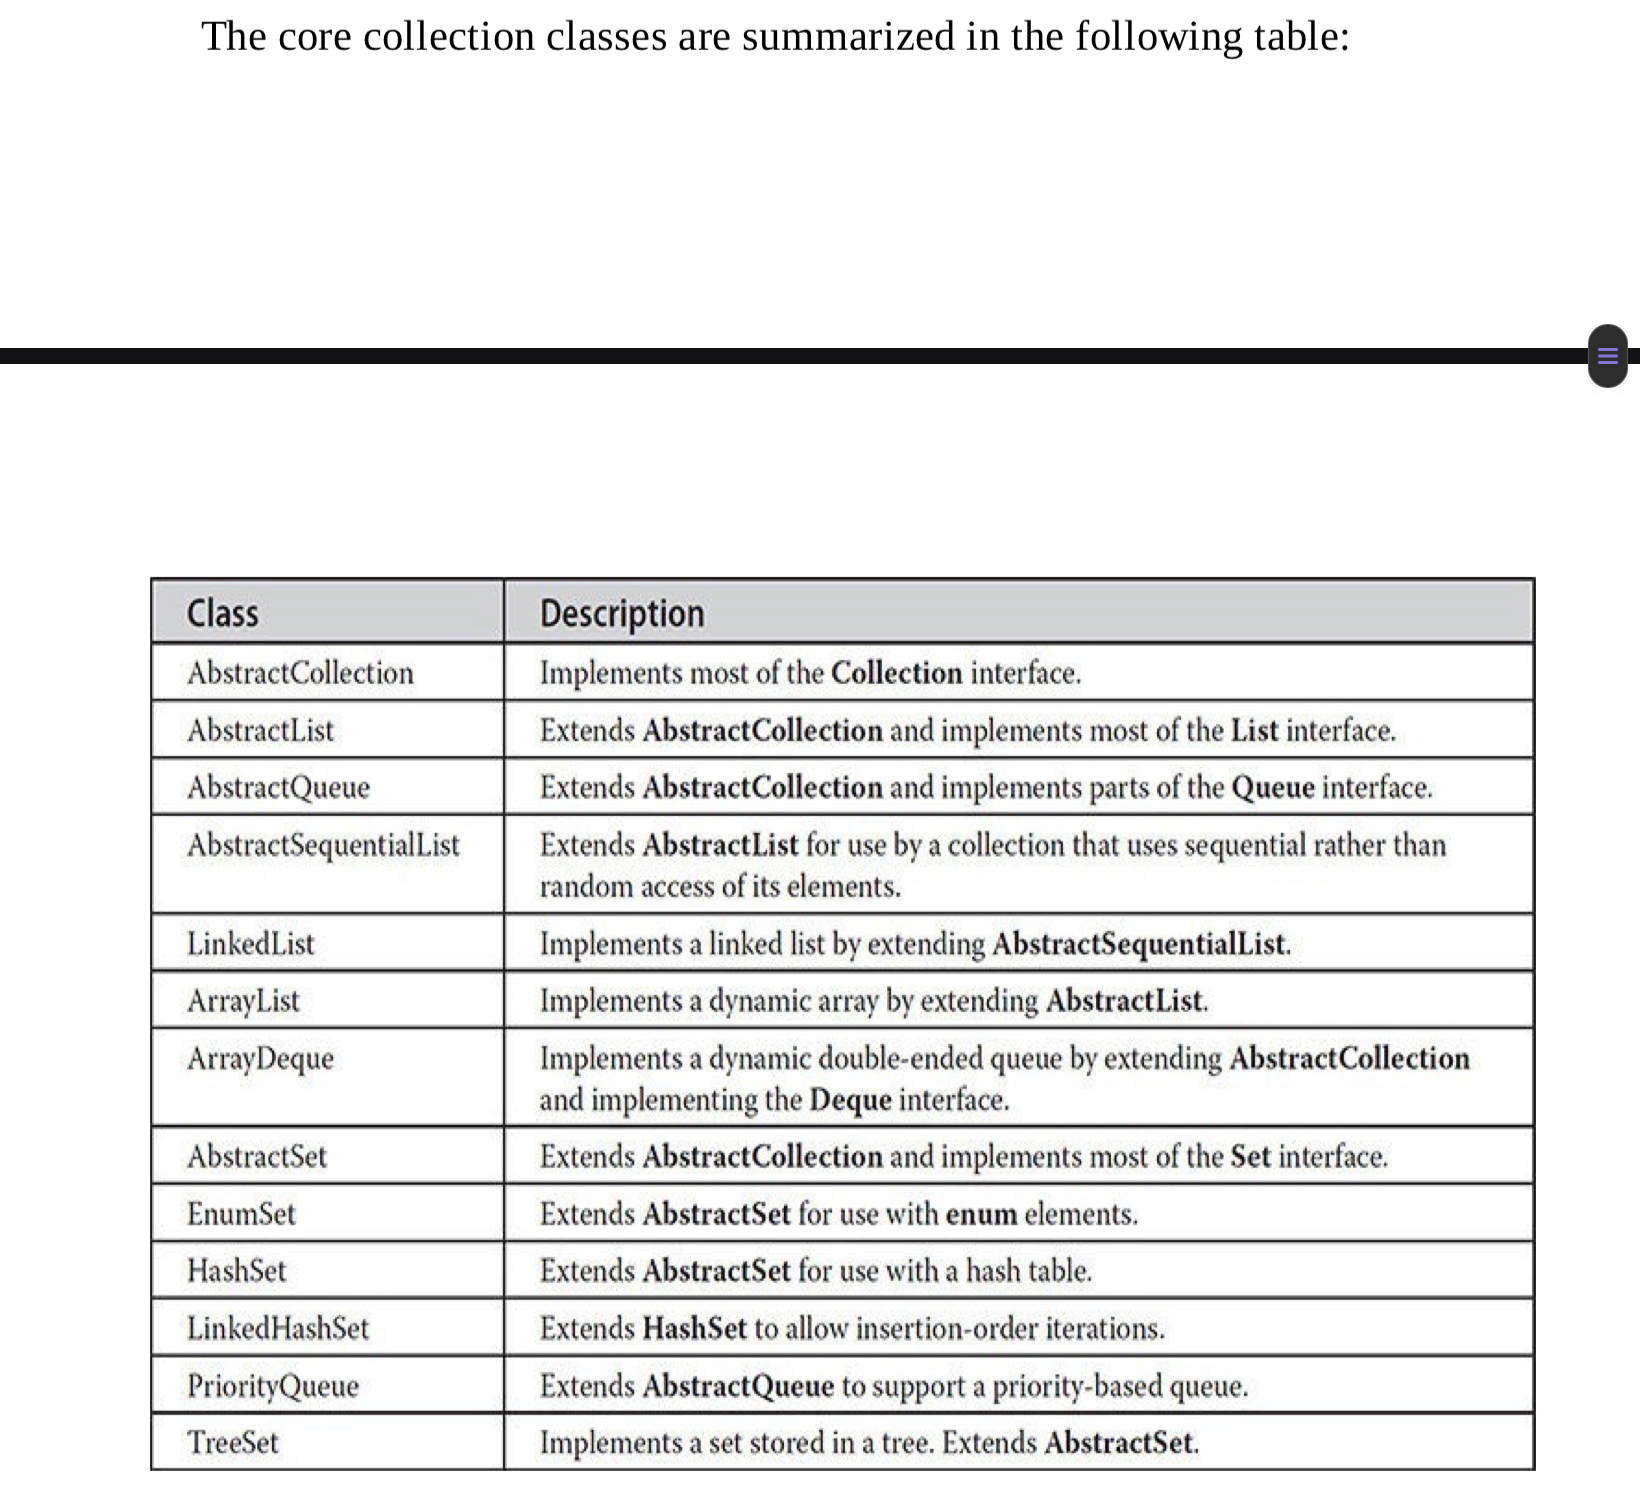 The core collection classes are summarized in the following table:
Class Description
AbstractCollection Implements most of the Collection interface.
AbstractList Extends AbstractCollection and implements most of the List interface.
AbstractQueue Extends AbstractCollection and implements parts of the Queue interface.
AbstractSequentialList Extends AbstractList for use by a collection that uses sequential rather than
random access of its elements.
LinkedList Implements a linked list by extending AbstractSequentialList.
ArrayList Implements a dynamic array by extending AbstractList.
ArrayDeque Implements a dynamic double-ended queue by extending AbstractCollection
and implementing the Deque interface.
AbstractSet Extends AbstractCollection and implements most of the Set interface.
EnumSet Extends AbstractSet for use with enum elements.
HashSet Extends AbstractSet for use with a hash table.
LinkedHashSet Extends HashSet to allow insertion-order iterations.
PriorityQueue Extends AbstractQueue to support a priority-based queue.
TreeSet Implements a set stored in a tree. Extends AbstractSet.